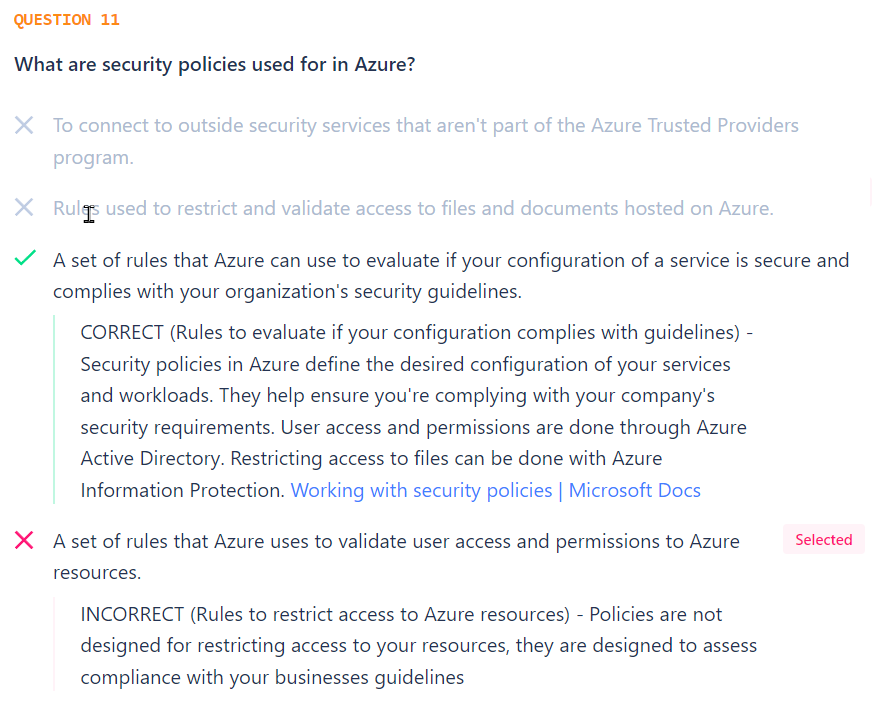 QUESTION 11
What are security policies used for in Azure?
To connect to outside security services that aren't part of the Azure Trusted Providers
program.
Rules used to restrict and validate access to files and documents hosted on Azure.
A set of rules that Azure can use to evaluate if your configuration of a service is secure and
complies with your organization's security guidelines.
CORRECT (Rules to evaluate if your configuration complies with guidelines) -
Security policies in Azure define the desired configuration of your services
and workloads. They help ensure you're complying with your company's
security requirements. User access and permissions are done through Azure
Active Directory. Restricting access to files can be done with Azure
Information Protection. Working with security policies | Microsoft Docs
A set of rules that Azure uses to validate user access and permissions to Azure
resources.
Selected
INCORRECT (Rules to restrict access to Azure resources) - Policies are not
designed for restricting access to your resources, they are designed to assess
compliance with your businesses guidelines